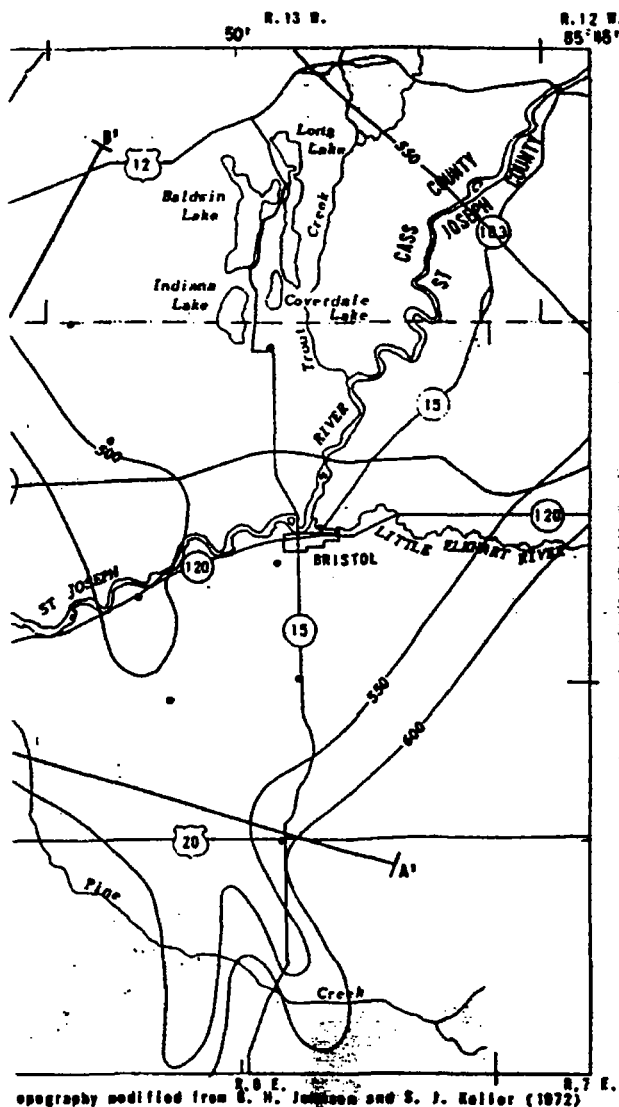 R.13 W.
R.12 W.
50'
85°45'
B'
12
Long
Lake
550
COUNTY
COUNTY
Baldwin
Lake
Creek
CASS
ST JOSEPH
103
Indiana
Lake
Coverdale
Lake
Trout
15
RIVER
500
120
LITTLE ELKHART RIVER
BRISTOL
ST JOSEPH
120
15
550
600
20
A'
Pine
Creek
R.6 E.
R.7 E.
opography modified from H. Johnson and S. J. Keller (1972)